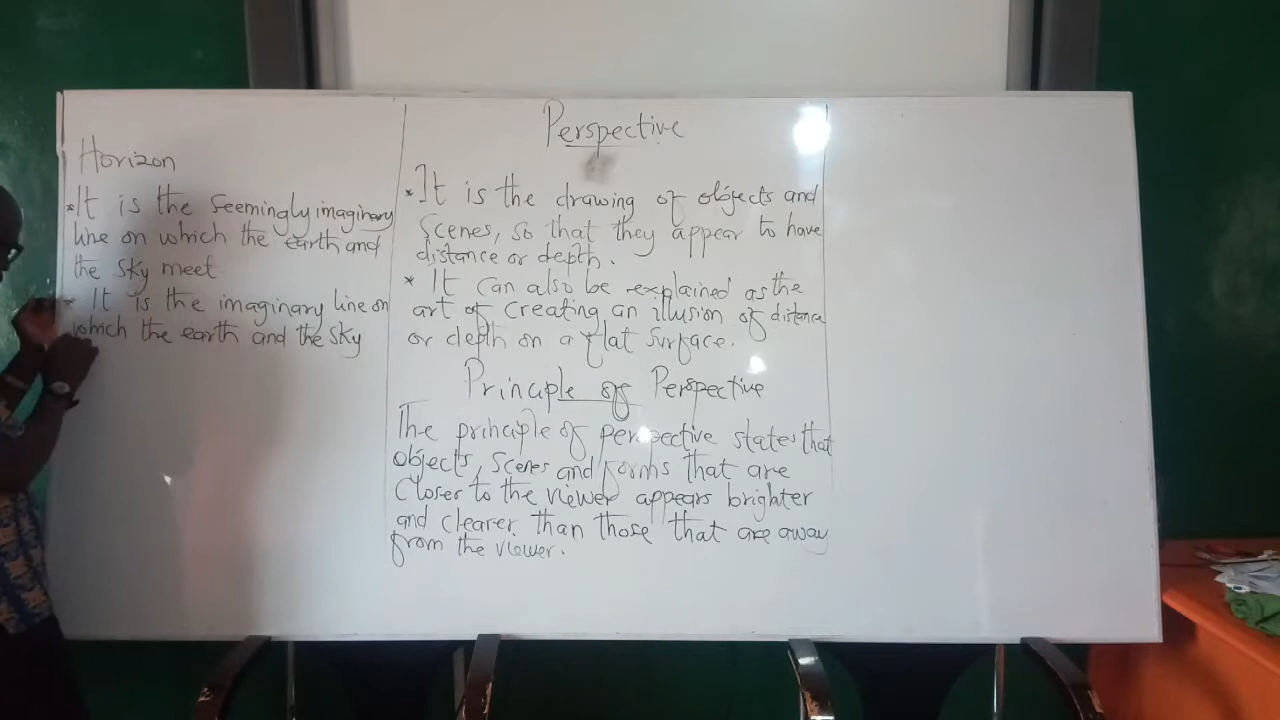 Horizon
*It is the seemingly imaginary
line on which the earth and
the sky meet
* It is the imaginary line on
which the earth and the sky
Perspective
*It is the drawing of objects and
scenes, so that they appear to have
distance or depth.
* It can also be explained as the
art of creating an illusion of distance
or depth on a flat surface.
Principle of Perspective
The principle of perspective states that
objects, scenes and forms that are
closer to the viewer appears brighter
and clearer than those that are away
from the viewer.